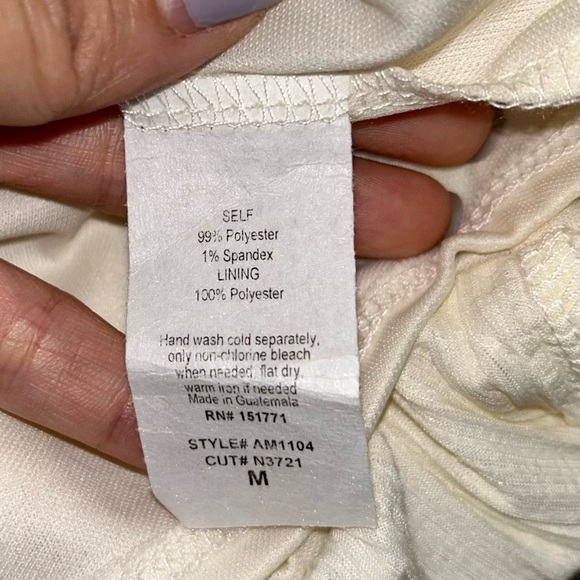 SELF
99% Polyester
1% Spandex
LINING
100% Polyester
Hand wash cold separately,
only non-chlorine bleach
when needed, flat dry,
warm iron if needed
Made in Guatemala
RN# 151771
STYLE# AM1104
CUT# N3721
M